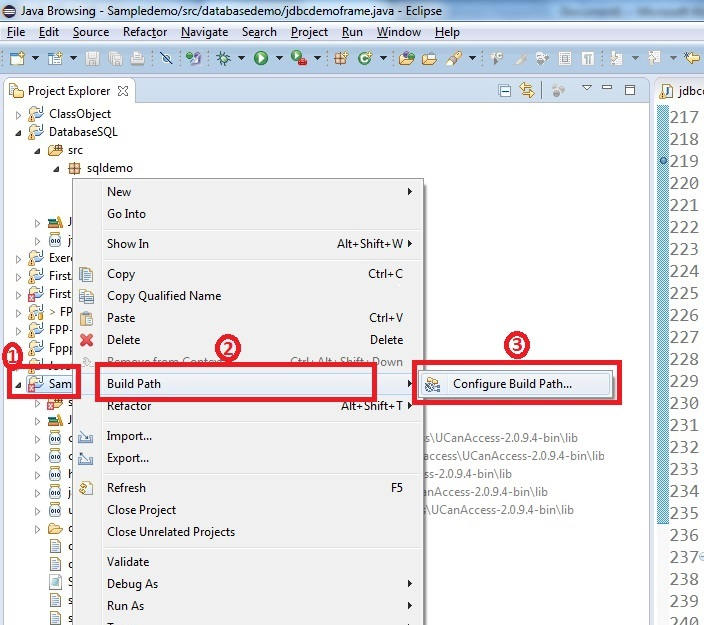 Java Browsing - Sampledemo/src/databasedemo/jdbcdemoframe.java - Eclipse
File Edit Source Refactor Navigate Search Project Run Window Help
Project Explorer
ClassObject
DatabaseSQL
src
sqldemo
New
Go Into
Show In Alt+Shift+W
Copy Ctrl+C
Copy Qualified Name
Paste Ctrl+V
Delete Delete
Remove from Context Ctrl+Alt+Shift+Down
Build Path
Refactor Alt+Shift+T
Import...
Export...
Refresh F5
Close Project
Close Unrelated Projects
Validate
Debug As
Run As
1
2
3
Configure Build Path...
Exer
First
First
> FP
FPP
Fppp
Sam
s\UCanAccess-2.0.9.4-bin\lib
ccess\UCanAccess-2.0.9.4-bin\lib
-2.0.9.4-bin\lib
nAccess-2.0.9.4-bin\lib
s\UCanAccess-2.0.9.4-bin\lib
jdbc
217
218
219
220
221
222
223
224
225
226
227
228
229
230
231
232
233
234
235
236
237
238
239
240